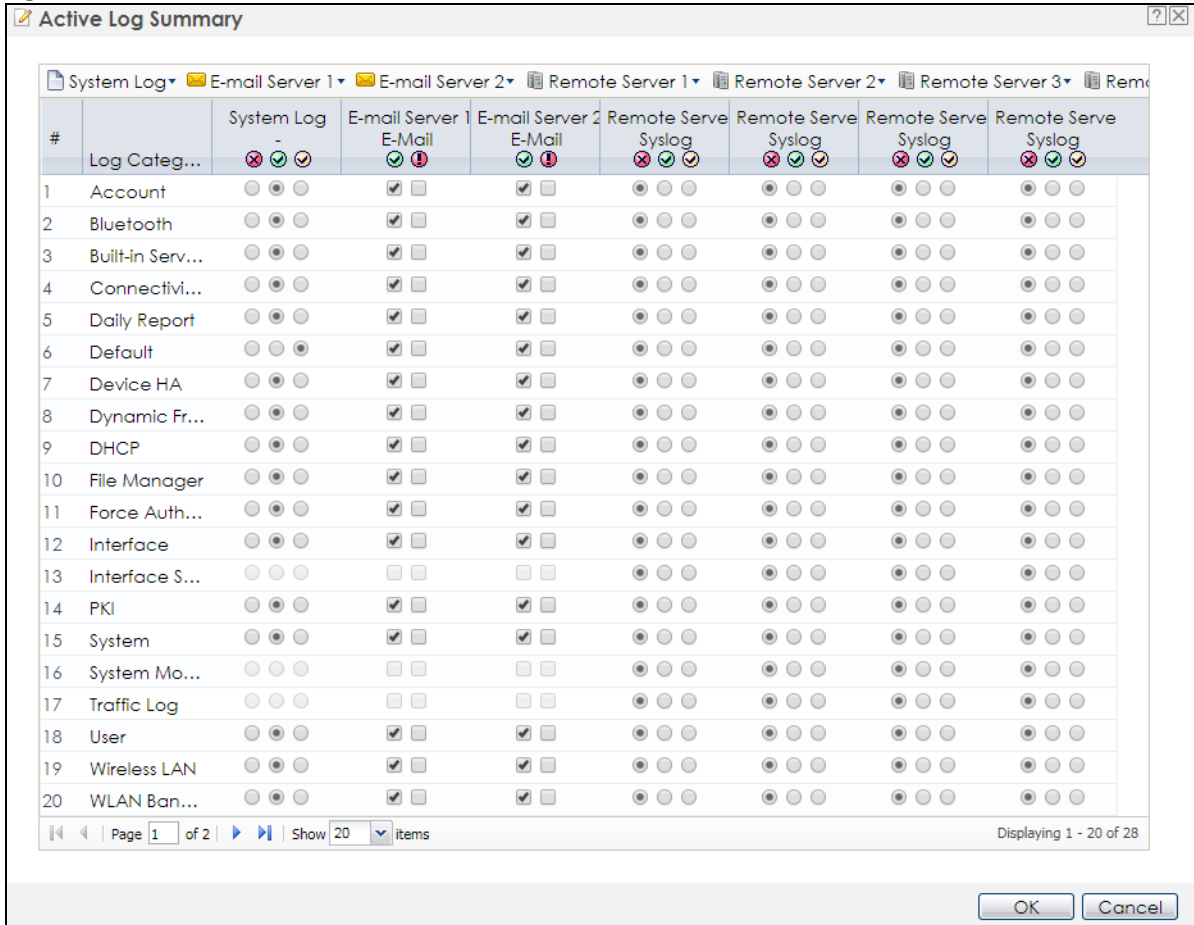 Active Log Summary
System Log E-mail Server 1 E-mail Server 2 Remote Server 1 Remote Server 2 Remote Server 3 Remo
# Log Categ... System Log - E-mail Server 1 E-Mail E-mail Server 2 E-Mail Remote Serve Syslog Remote Serve Syslog Remote Serve Syslog Remote Serve Syslog
1 Account
2 Bluetooth
3 Built-in Serv...
4 Connectivi...
5 Daily Report
6 Default
7 Device HA
8 Dynamic Fr...
9 DHCP
10 File Manager
11 Force Auth...
12 Interface
13 Interface S...
14 PKI
15 System
16 System Mo...
17 Traffic Log
18 User
19 Wireless LAN
20 WLAN Ban...
Page 1 of 2 Show 20 items Displaying 1 - 20 of 28
OK Cancel